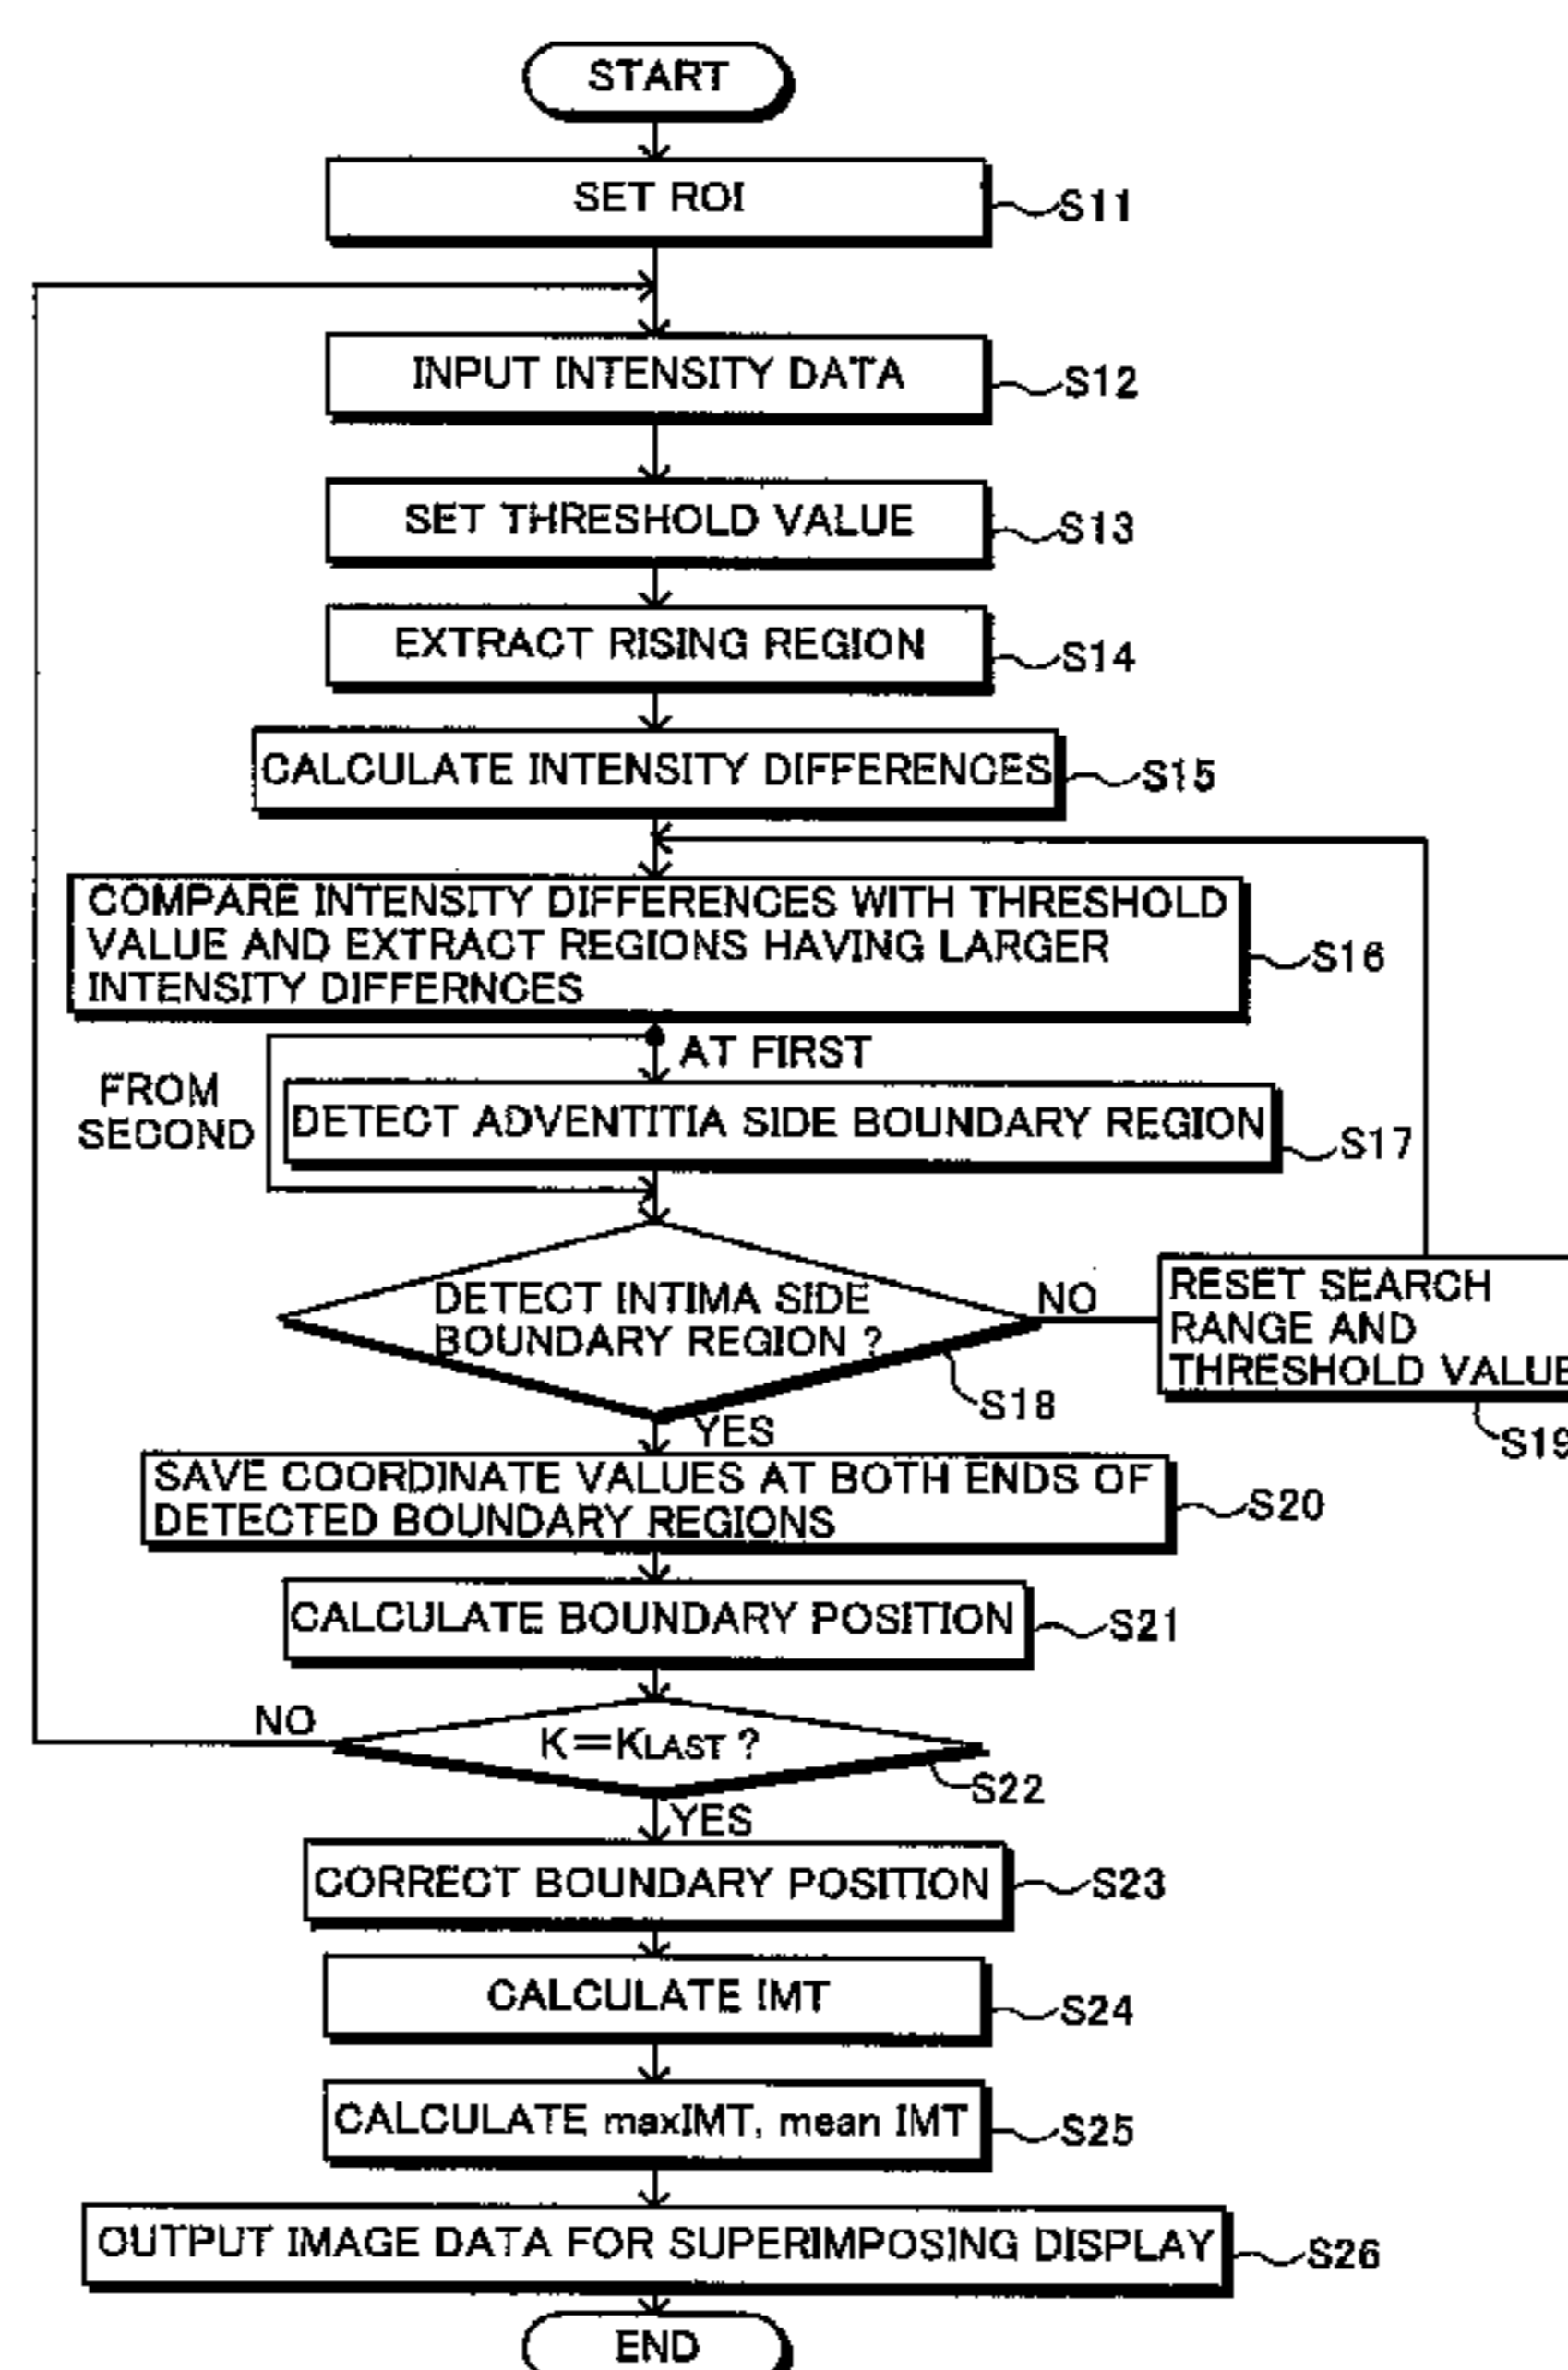 START
SET ROI
S11
INPUT INTENSITY DATA
S12
SET THRESHOLD VALUE
S13
EXTRACT RISING REGION
S14
CALCULATE INTENSITY DIFFERENCES
S15
COMPARE INTENSITY DIFFERENCES WITH THRESHOLD
VALUE AND EXTRACT REGIONS HAVING LARGER
INTENSITY DIFFERNCES
S16
AT FIRST
FROM
SECOND
DETECT ADVENTITIA SIDE BOUNDARY REGION
S17
DETECT INTIMA SIDE
BOUNDARY REGION ?
S18
NO
RESET SEARCH
RANGE AND
THRESHOLD VALUE
S19
YES
SAVE COORDINATE VALUES AT BOTH ENDS OF
DETECTED BOUNDARY REGIONS
S20
CALCULATE BOUNDARY POSITION
S21
NO
K=KLAST ?
S22
YES
CORRECT BOUNDARY POSITION
S23
CALCULATE IMT
S24
CALCULATE maxIMT, mean IMT
S25
OUTPUT IMAGE DATA FOR SUPERIMPOSING DISPLAY
S26
END